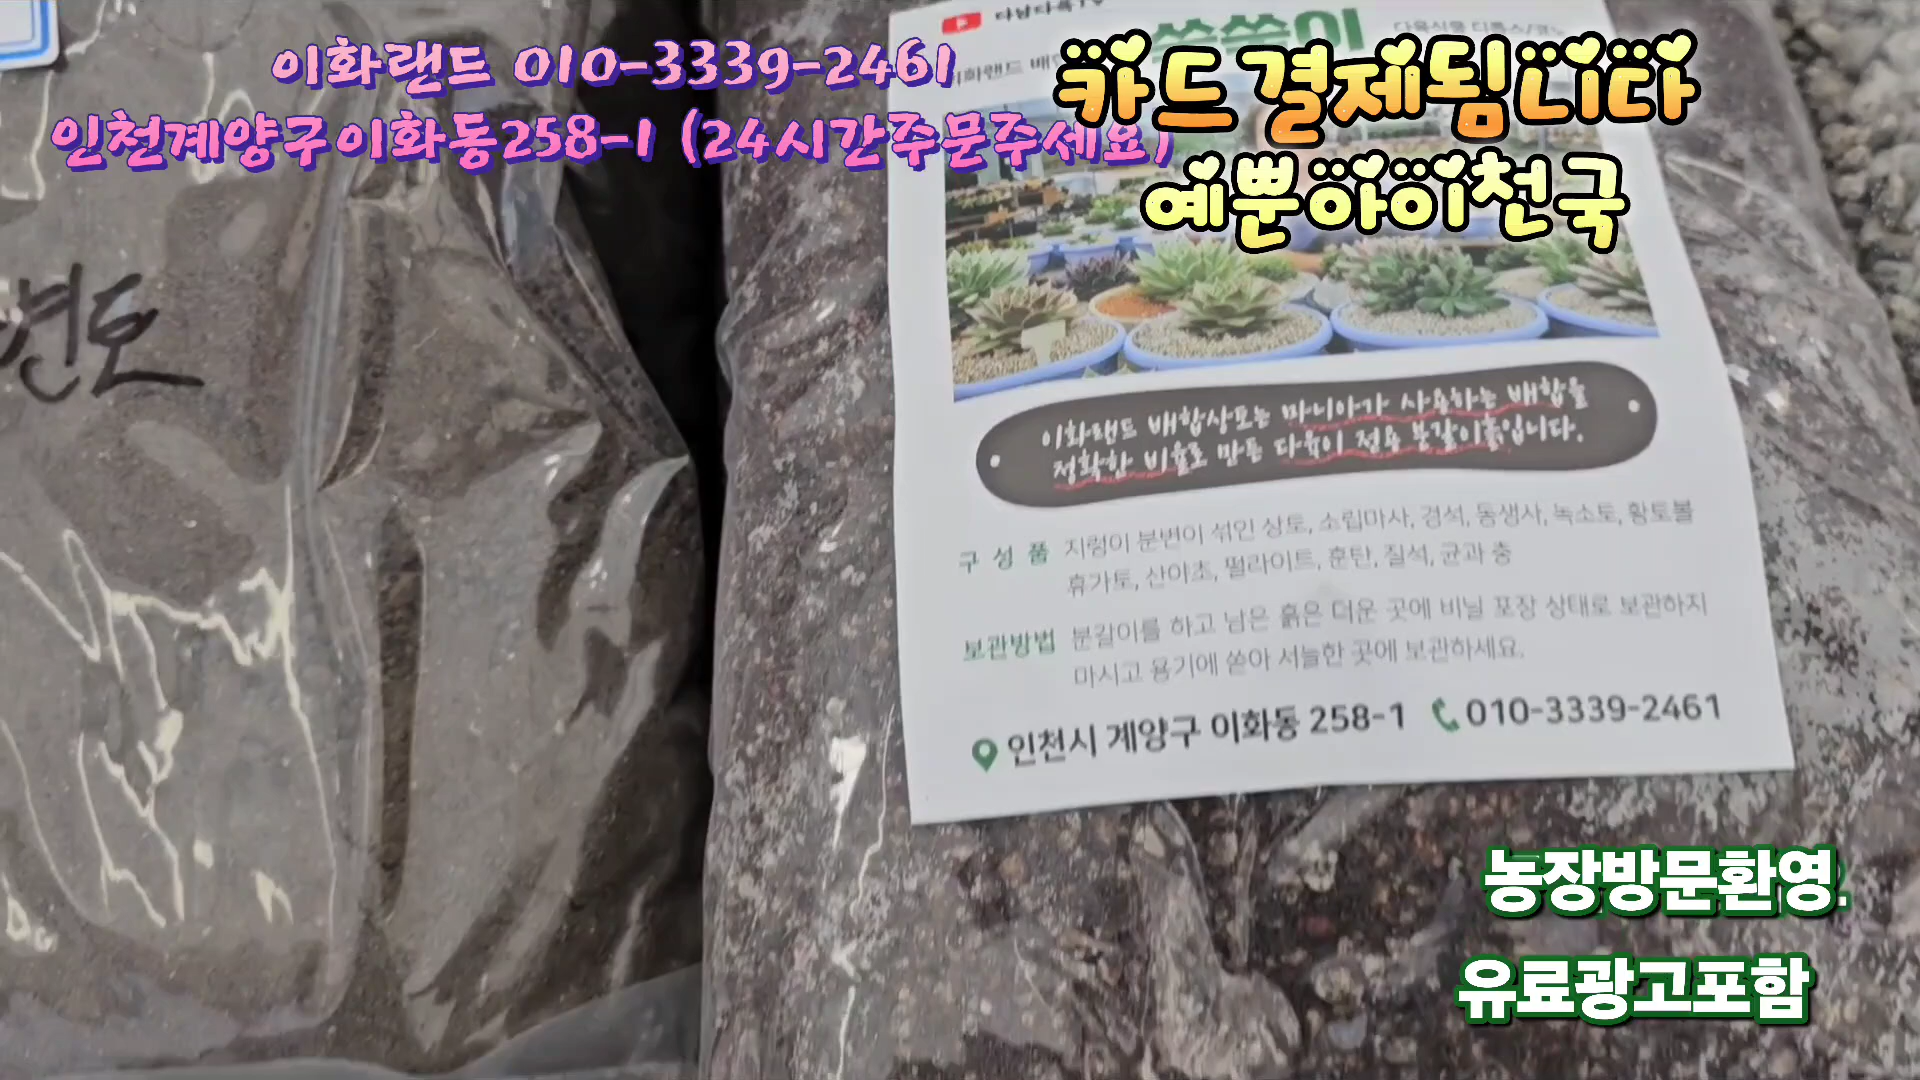 이화랜드 010-3339-2461
인천계양구이화동258-1 (24시간주문주세요)
카드결제됩니다
예쁜아이천국
다남다육TV
쑥쑥이
이화랜드 배합상토는 마니아가 사용하는 배합을
정확한 비율로 만든 다육이 전용 분갈이흙입니다.
구성품 지렁이 분변이 섞인 상토, 소립마사, 경석, 동생사, 녹소토, 황토볼
휴가토, 산야초, 펄라이트, 훈탄, 질석, 균과 충
보관방법 분갈이를 하고 남은 흙은 더운 곳에 비닐 포장 상태로 보관하지
마시고 용기에 쏟아 서늘한 곳에 보관하세요.
인천시 계양구 이화동 258-1 010-3339-2461
농장방문환영.
유료광고포함